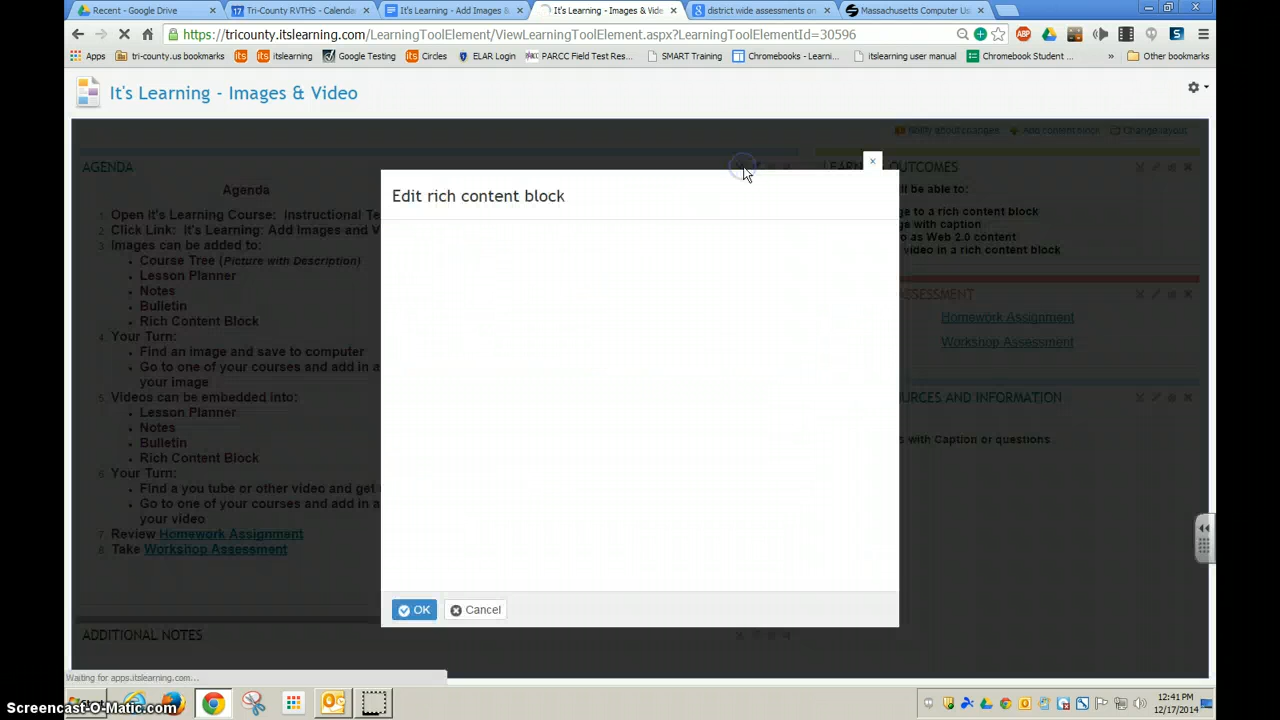 Recent - Google Drive
Tri-County RVTHS - Calenda
It's Learning - Add Images &
It's Learning - Images & Vide
district wide assessments on
Massachusetts Computer Usi
https://tricounty.itslearning.com/LearningToolElement/ViewLearningToolElement.aspx?LearningToolElementId=30596
Apps
tri-county.us bookmarks
itslearning
Google Testing
Circles
ELAR Login
PARCC Field Test Res...
SMART Training
Chromebooks - Learni...
itslearning user manual
Chromebook Student ...
»
Other bookmarks
It's Learning - Images & Video
Notify about changes
Add content block
Change layout
AGENDA
Agenda
1. Open It's Learning Course: Instructional Te
2. Click Link: It's Learning: Add Images and V
3. Images can be added to:
• Course Tree (Picture with Description)
• Lesson Planner
• Notes
• Bulletin
• Rich Content Block
4. Your Turn:
• Find an image and save to computer
• Go to one of your courses and add in a
your image
5. Videos can be embedded into:
• Lesson Planner
• Notes
• Bulletin
• Rich Content Block
6. Your Turn:
• Find a you tube or other video and get
• Go to one of your courses and add in a
your video
7. Review Homework Assignment
8. Take Workshop Assessment
ADDITIONAL NOTES
Edit rich content block
×
OK
Cancel
LEARN OUTCOMES
ll be able to:
ge to a rich content block
ge with caption
o as Web 2.0 content
video in a rich content block
ASSESSMENT
Homework Assignment
Workshop Assessment
URCES AND INFORMATION
s with Caption or questions
Waiting for apps.itslearning.com...
Screencast-O-Matic.com
12:41 PM
12/17/2014